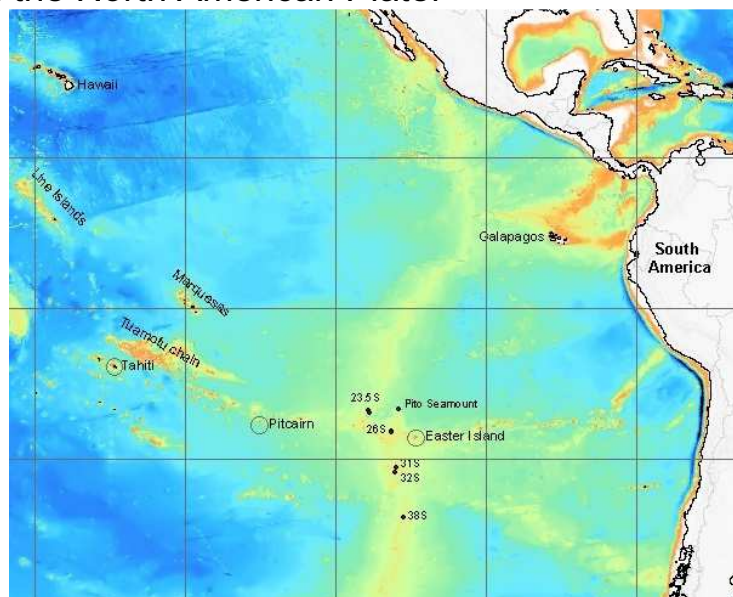 the North American Plate.
Hawaii
Line Islands
Galapagos
South
America
Marquesas
Tuamotu chain
Tahiti
23.5 S
Pito Seamount
Pitcairn
26S
Easter Island
31S
32S
38S